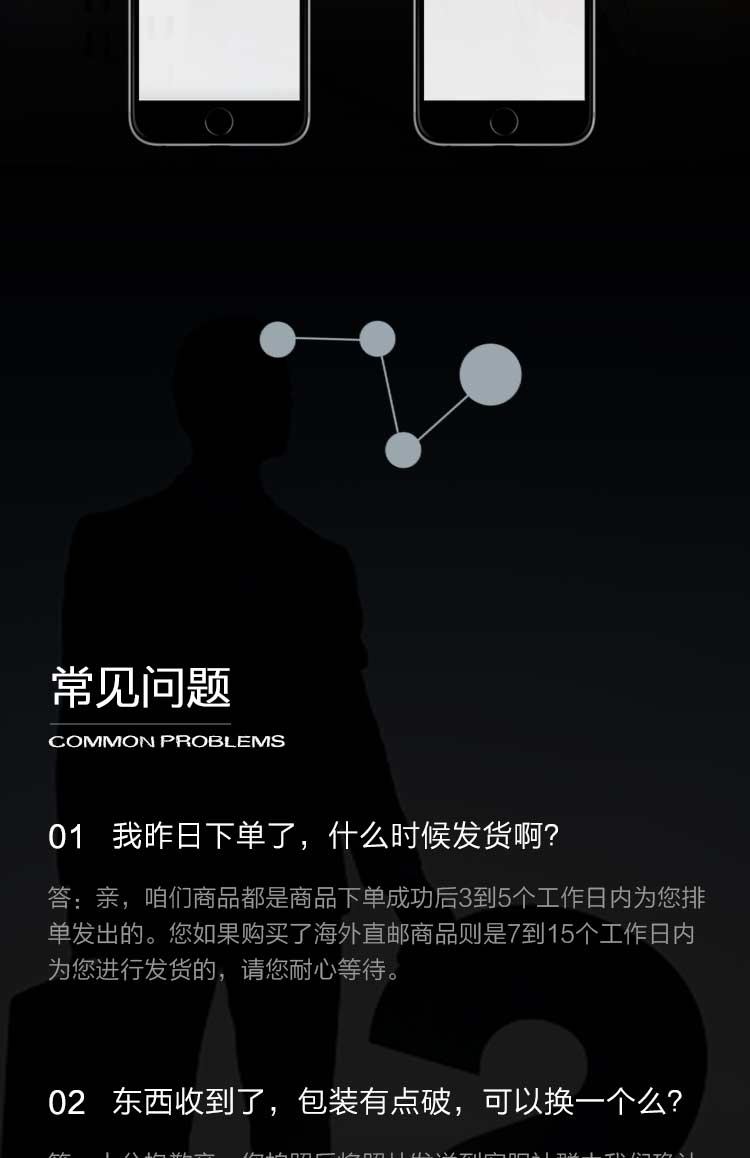 常见问题
COMMON PROBLEMS
01 我昨日下单了，什么时候发货啊？
答：亲，咱们商品都是商品下单成功后3到5个工作日内为您排
单发出的。您如果购买了海外直邮商品则是7到15个工作日内
为您进行发货的，请您耐心等待。
02 东西收到了，包装有点破，可以换一个么？